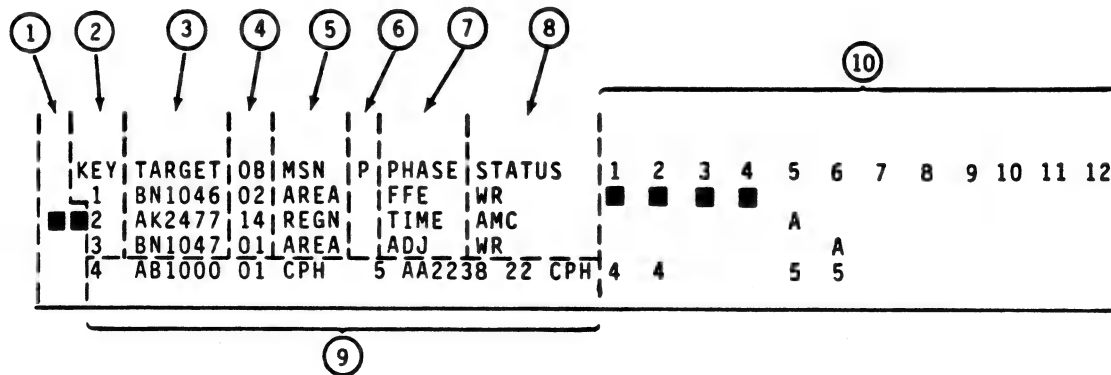 1 2 3 4 5 6 7 8
10
KEY TARGET OB MSN P PHASE STATUS 1 2 3 4 5 6 7 8 9 10 11 12
1 BN1046 02 AREA FFE WR
2 AK2477 14 REGN TIME AMC A
3 BN1047 01 AREA ADJ WR A
4 AB1000 01 CPH 5 AA2238 22 CPH 4 4 5 5
9